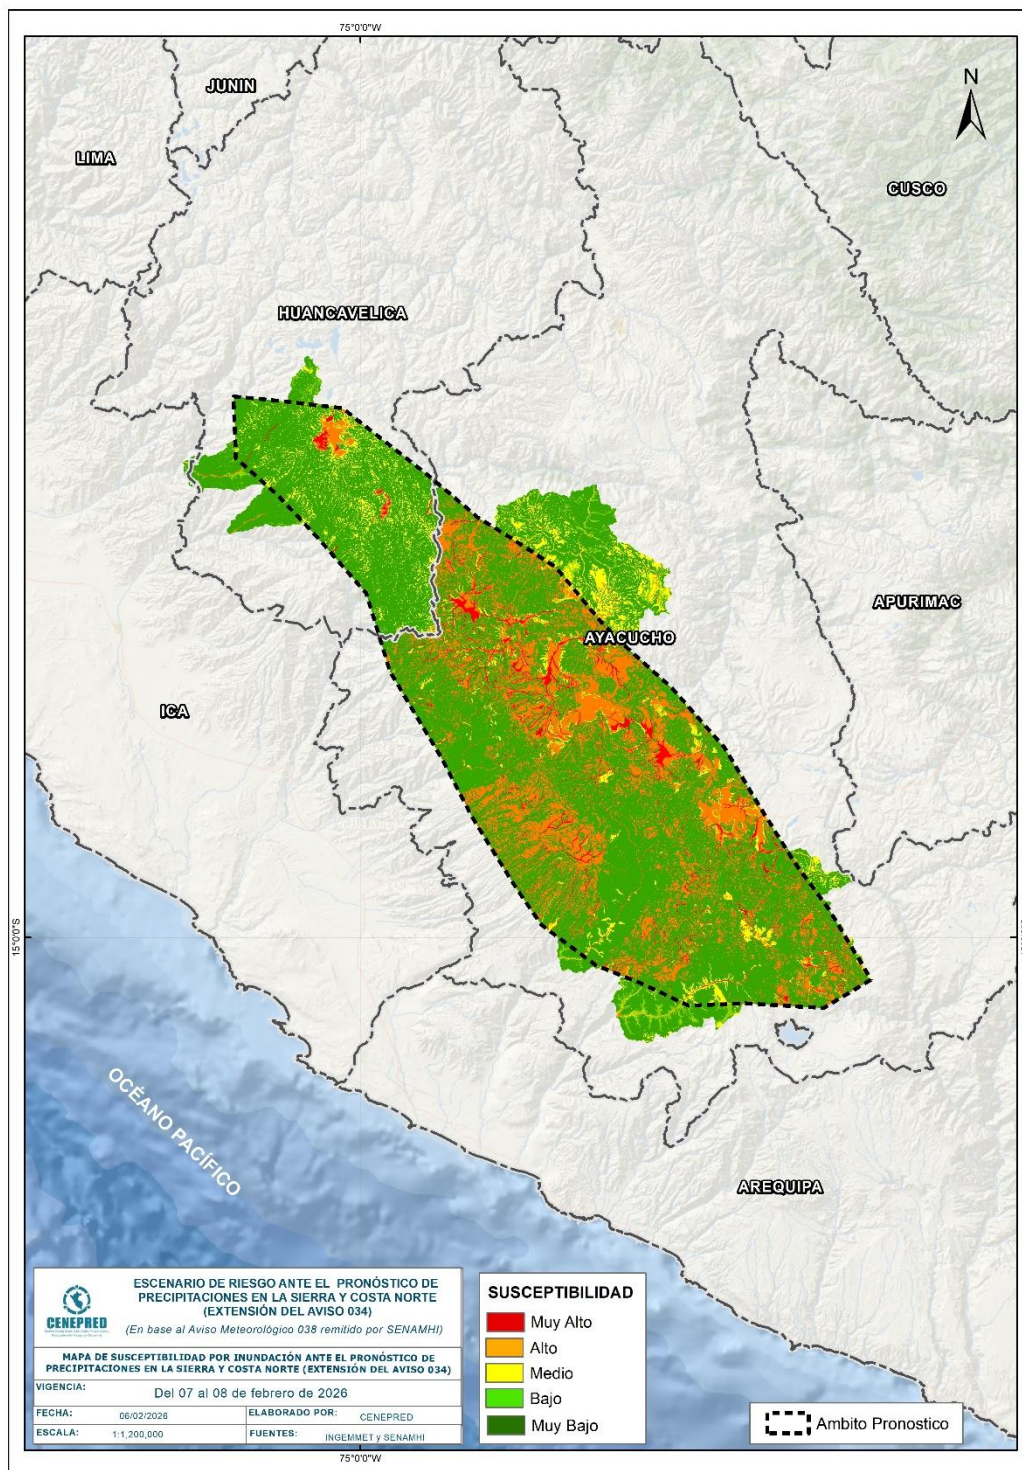 75°0'0"W
JUNIN
N
LIMA
CUSCO
HUANCAVELICA
APURIMAC
AYACUCHO
ICA
15°0'0"S
OCÉANO PACÍFICO
AREQUIPA
CENEPRED
ESCENARIO DE RIESGO ANTE EL PRONÓSTICO DE
PRECIPITACIONES EN LA SIERRA Y COSTA NORTE
(EXTENSIÓN DEL AVISO 034)
(En base al Aviso Meteorológico 038 remitido por SENAMHI)
MAPA DE SUSCEPTIBILIDAD POR INUNDACIÓN ANTE EL PRONÓSTICO DE
PRECIPITACIONES EN LA SIERRA Y COSTA NORTE (EXTENSIÓN DEL AVISO 034)
VIGENCIA: Del 07 al 08 de febrero de 2026
FECHA: 06/02/2026 ELABORADO POR: CENEPRED
ESCALA: 1:1,200,000 FUENTES: INGEMMET y SENAMHI
SUSCEPTIBILIDAD
Muy Alto
Alto
Medio
Bajo
Muy Bajo
Ambito Pronostico
75°0'0"W